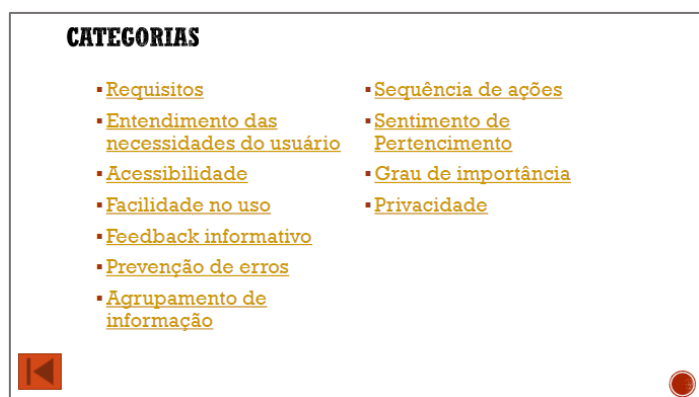 CATEGORIAS
Requisitos
Entendimento das
necessidades do usuário
Acessibilidade
Facilidade no uso
Feedback informativo
Prevenção de erros
Agrupamento de
informação
Sequência de ações
Sentimento de
Pertencimento
Grau de importância
Privacidade